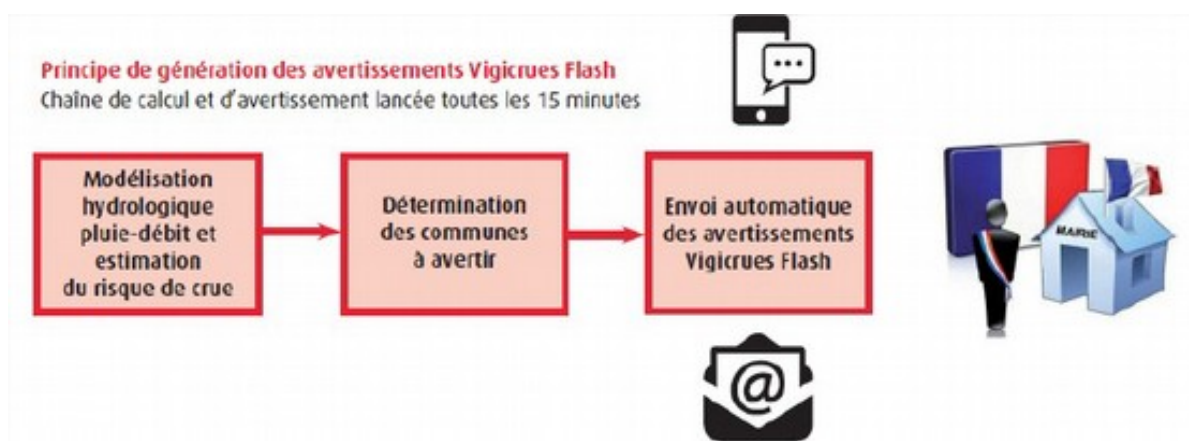 Principe de génération des avertissements Vigicrues Flash
Chaîne de calcul et d'avertissement lancée toutes les 15 minutes
Modélisation
hydrologique
pluie-débit et
estimation
du risque de crue
Détermination
des communes
à avertir
Envoi automatique
des avertissements
Vigicrues Flash
MAIRIE
@